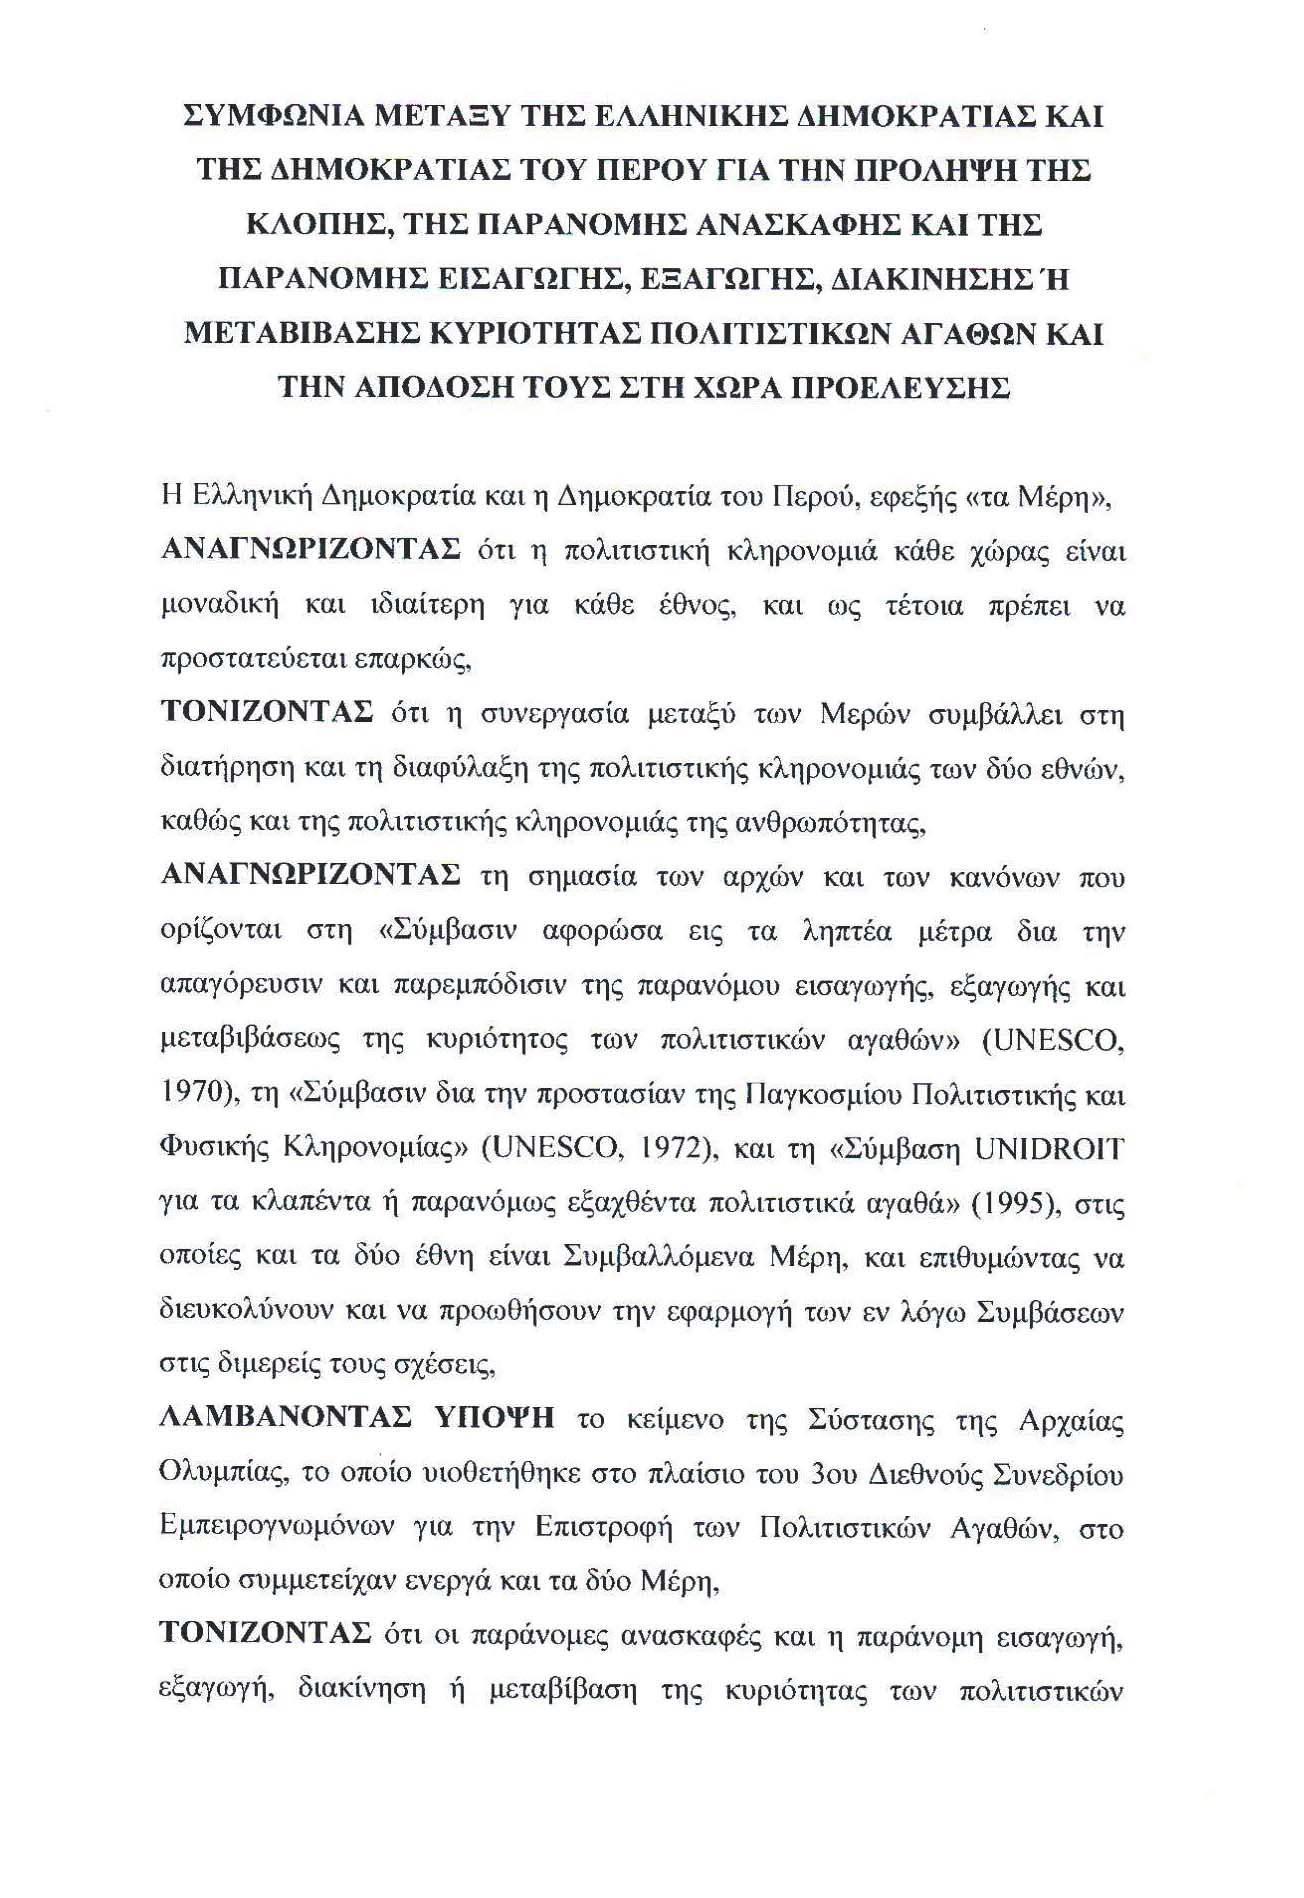 ΣΥΜΦΩΝΙΑ ΜΕΤΑΞΥ ΤΗΣ ΕΛΛΗΝΙΚΗΣ ΔΗΜΟΚΡΑΤΙΑΣ ΚΑΙ
ΤΗΣ ΔΗΜΟΚΡΑΤΙΑΣ ΤΟΥ ΠΕΡΟΥ ΓΙΑ ΤΗΝ ΠΡΟΛΗΨΗ ΤΗΣ
ΚΛΟΠΗΣ, ΤΗΣ ΠΑΡΑΝΟΜΗΣ ΑΝΑΣΚΑΦΗΣ ΚΑΙ ΤΗΣ
ΠΑΡΑΝΟΜΗΣ ΕΙΣΑΓΩΓΗΣ, ΕΞΑΓΩΓΗΣ, ΔΙΑΚΙΝΗΣΗΣ Ή
ΜΕΤΑΒΙΒΑΣΗΣ ΚΥΡΙΟΤΗΤΑΣ ΠΟΛΙΤΙΣΤΙΚΩΝ ΑΓΑΘΩΝ ΚΑΙ
ΤΗΝ ΑΠΟΔΟΣΗ ΤΟΥΣ ΣΤΗ ΧΩΡΑ ΠΡΟΕΛΕΥΣΗΣ
Η Ελληνική Δημοκρατία και η Δημοκρατία του Περού, εφεξής «τα Μέρη»,
ΑΝΑΓΝΩΡΙΖΟΝΤΑΣ ότι η πολιτιστική κληρονομιά κάθε χώρας είναι
μοναδική και ιδιαίτερη για κάθε έθνος, και ως τέτοια πρέπει να
προστατεύεται επαρκώς,
ΤΟΝΙΖΟΝΤΑΣ ότι η συνεργασία μεταξύ των Μερών συμβάλλει στη
διατήρηση και τη διαφύλαξη της πολιτιστικής κληρονομιάς των δύο εθνών,
καθώς και της πολιτιστικής κληρονομιάς της ανθρωπότητας,
ΑΝΑΓΝΩΡΙΖΟΝΤΑΣ τη σημασία των αρχών και των κανόνων που
ορίζονται στη «Σύμβασιν αφορώσα εις τα ληπτέα μέτρα δια την
απαγόρευσιν και παρεμπόδισιν της παρανόμου εισαγωγής, εξαγωγής και
μεταβιβάσεως της κυριότητος των πολιτιστικών αγαθών» (UNESCO,
1970), τη «Σύμβασιν δια την προστασίαν της Παγκοσμίου Πολιτιστικής και
Φυσικής Κληρονομίας» (UNESCO, 1972), και τη «Σύμβαση UNIDROIT
για τα κλαπέντα ή παρανόμως εξαχθέντα πολιτιστικά αγαθά» (1995), στις
οποίες και τα δύο έθνη είναι Συμβαλλόμενα Μέρη, και επιθυμώντας να
διευκολύνουν και να προωθήσουν την εφαρμογή των εν λόγω Συμβάσεων
στις διμερείς τους σχέσεις,
ΛΑΜΒΑΝΟΝΤΑΣ ΥΠΟΨΗ το κείμενο της Σύστασης της Αρχαίας
Ολυμπίας, το οποίο υιοθετήθηκε στο πλαίσιο του 3ου Διεθνούς Συνεδρίου
Εμπειρογνωμόνων για την Επιστροφή των Πολιτιστικών Αγαθών, στο
οποίο συμμετείχαν ενεργά και τα δύο Μέρη,
ΤΟΝΙΖΟΝΤΑΣ ότι οι παράνομες ανασκαφές και η παράνομη εισαγωγή,
εξαγωγή, διακίνηση ή μεταβίβαση της κυριότητας των πολιτιστικών